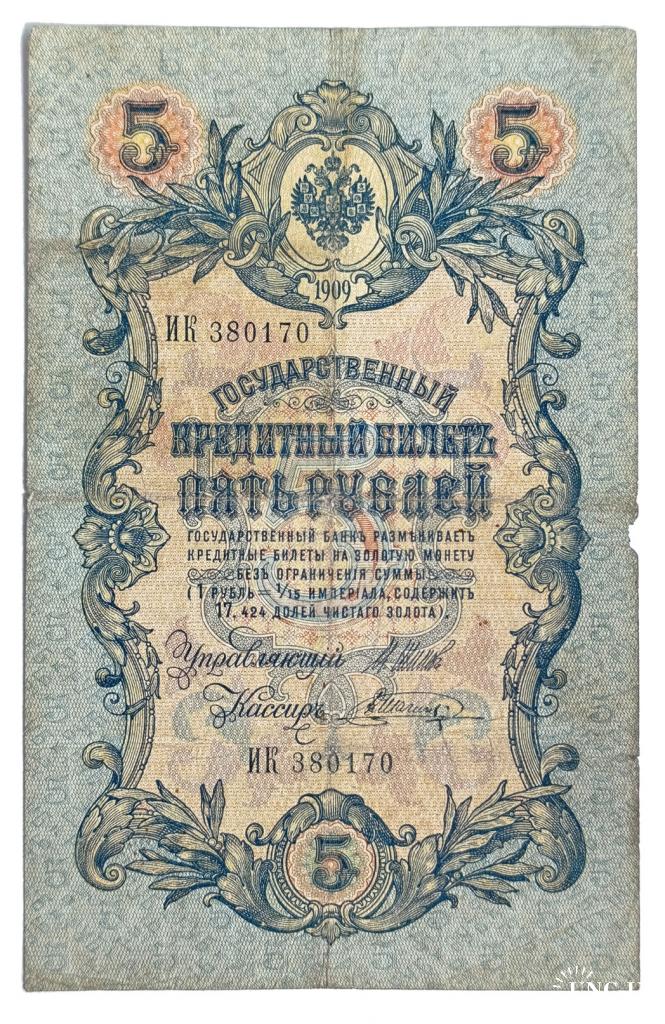 5 5
1909
ИК 380170
ГОСУДАРСТВЕННЫЙ
КРЕДИТНЫЙ БИЛЕТЪ
ПЯТЬ РУБЛЕЙ
ГОСУДАРСТВЕННЫЙ БАНКЪ РАЗМѢНИВАЕТЪ
КРЕДИТНЫЕ БИЛЕТЫ НА ЗОЛОТУЮ МОНЕТУ
БЕЗЪ ОГРАНИЧЕНІЯ СУММЫ
(1 РУБЛЬ = 1/15 ИМПЕРІАЛА, СОДЕРЖИТЪ
17,424 ДОЛЕЙ ЧИСТАГО ЗОЛОТА).
Управляющій
Кассиръ
ИК 380170
5